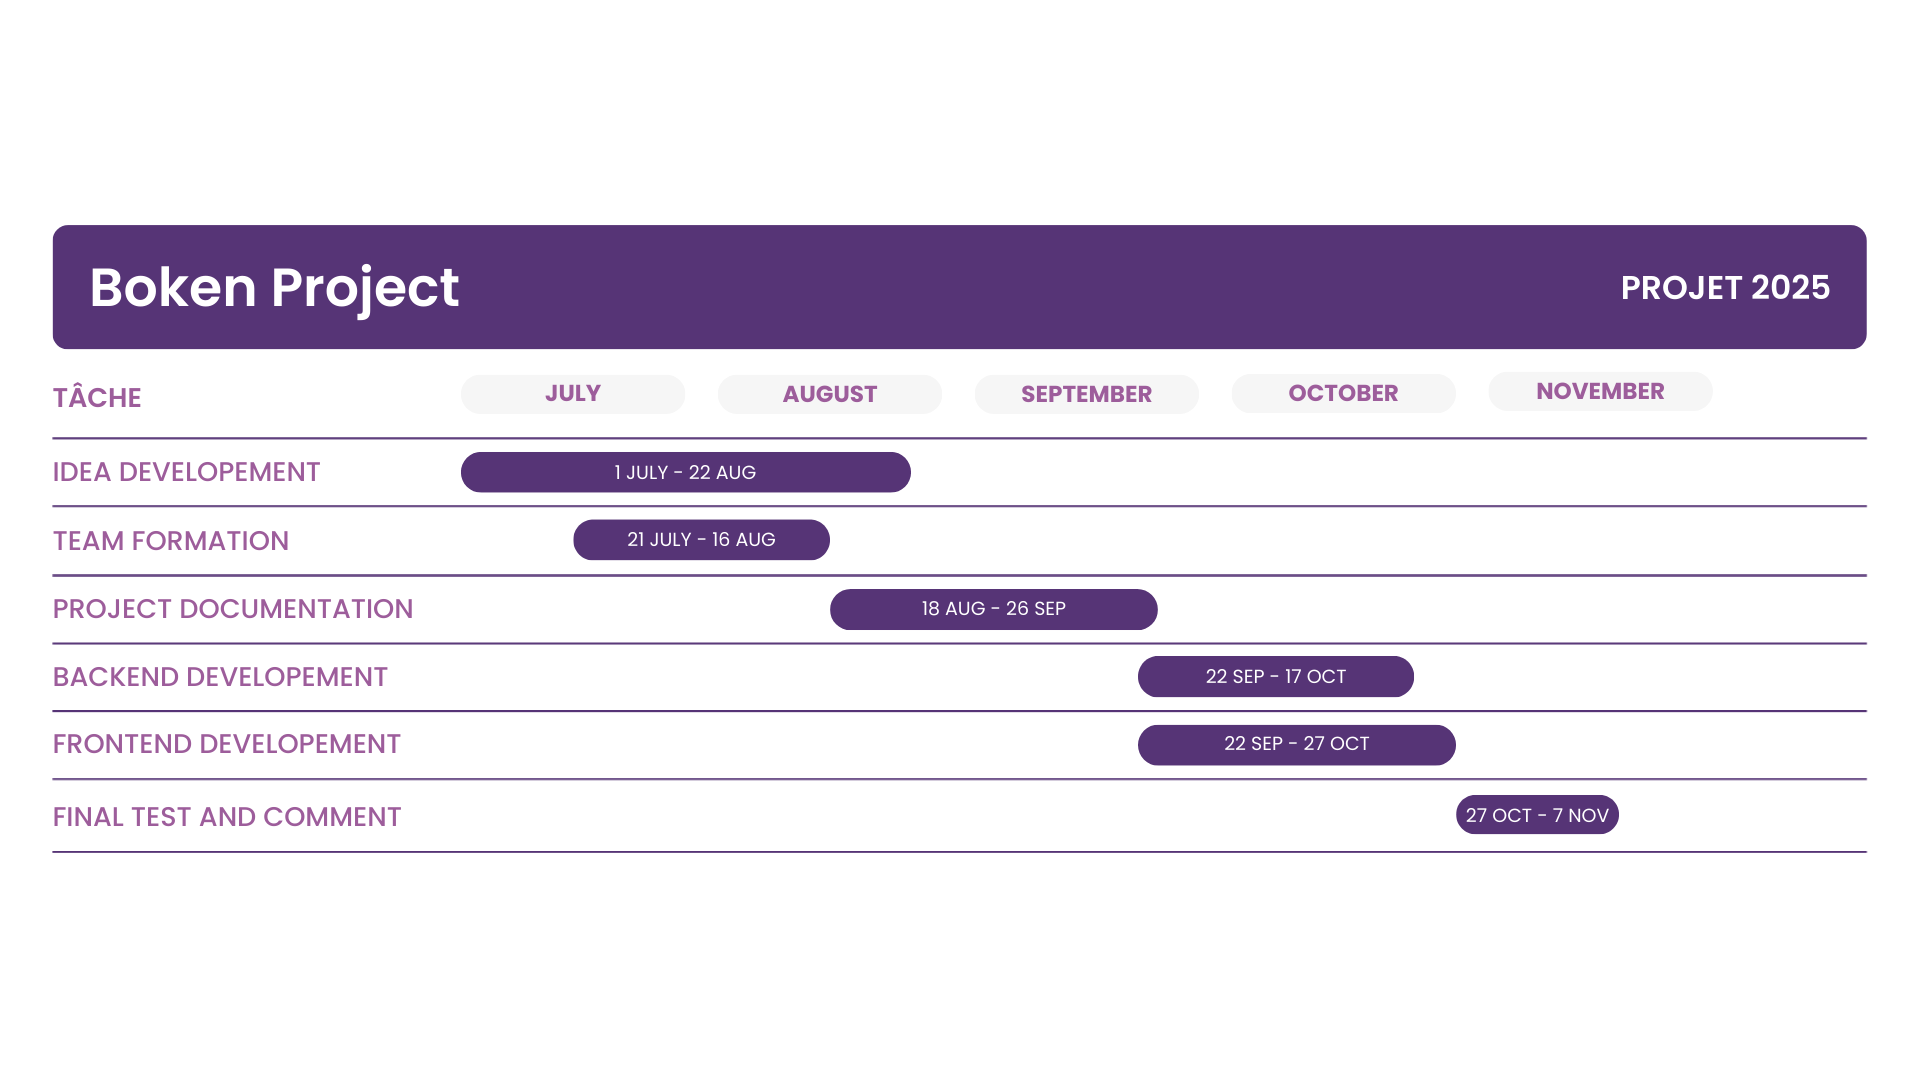 Boken Project
PROJET 2025
TÂCHE
JULY
AUGUST
SEPTEMBER
OCTOBER
NOVEMBER
IDEA DEVELOPEMENT
1 JULY - 22 AUG
TEAM FORMATION
21 JULY - 16 AUG
PROJECT DOCUMENTATION
18 AUG - 26 SEP
BACKEND DEVELOPEMENT
22 SEP - 17 OCT
FRONTEND DEVELOPEMENT
22 SEP - 27 OCT
FINAL TEST AND COMMENT
27 OCT - 7 NOV